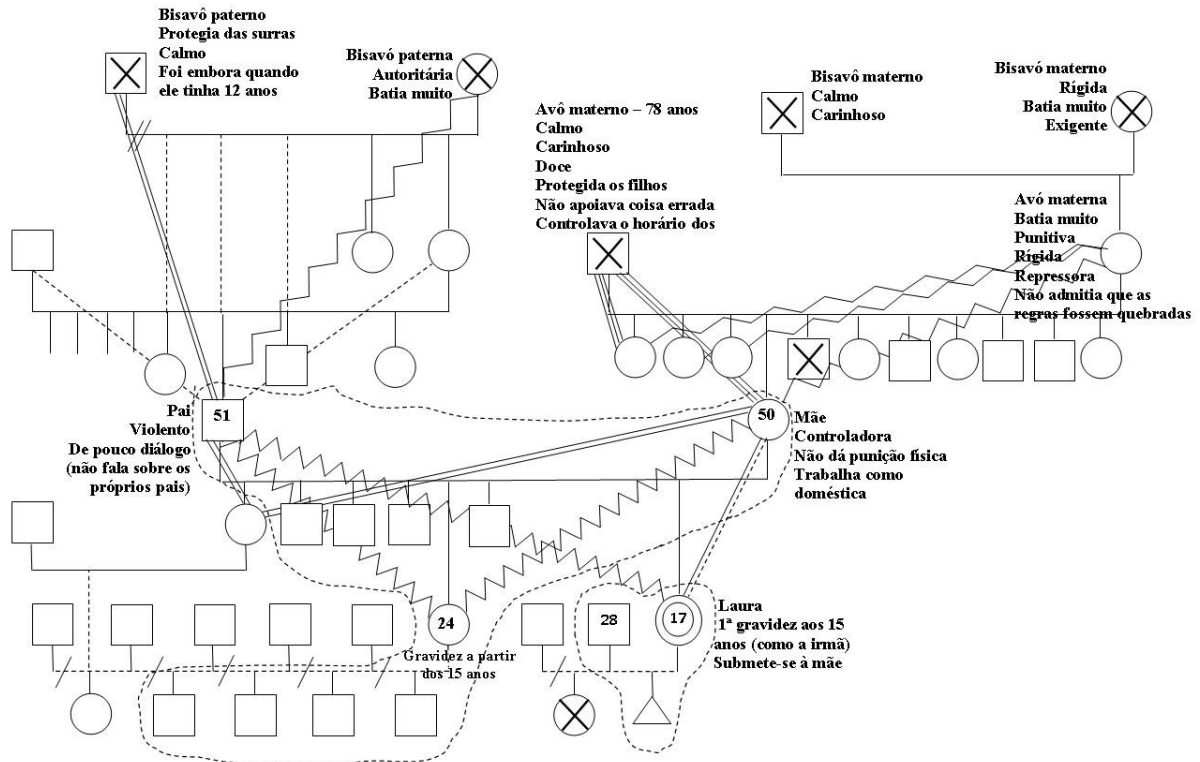 Bisavô paterno
Protegia das surras
Calmo
Foi embora quando
ele tinha 12 anos
Bisavó paterna
Autoritária
Batia muito
Avô materno – 78 anos
Calmo
Carinhoso
Doce
Protegida os filhos
Não apoiava coisa errada
Controlava o horário dos
Bisavô materno
Calmo
Carinhoso
Bisavó materno
Rígida
Batia muito
Exigente
Avó materna
Batia muito
Punitiva
Rígida
Repressora
Não admitia que as
regras fossem quebradas
Pai
Violento
De pouco diálogo
(não fala sobre os
próprios pais)
51
50
Mãe
Controladora
Não dá punição física
Trabalha como
doméstica
24
Gravidez a partir
dos 15 anos
28
17
Laura
1ª gravidez aos 15
anos (como a irmã)
Submete-se à mãe